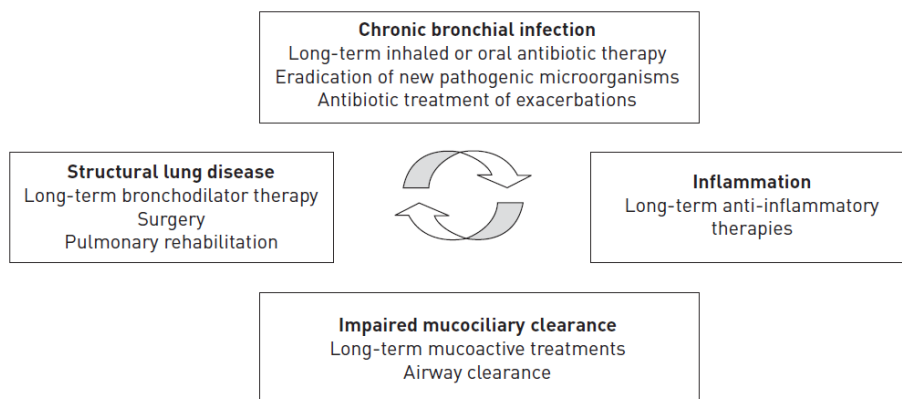 Chronic bronchial infection
Long-term inhaled or oral antibiotic therapy
Eradication of new pathogenic microorganisms
Antibiotic treatment of exacerbations
Structural lung disease
Long-term bronchodilator therapy
Surgery
Pulmonary rehabilitation
Inflammation
Long-term anti-inflammatory
therapies
Impaired mucociliary clearance
Long-term mucoactive treatments
Airway clearance